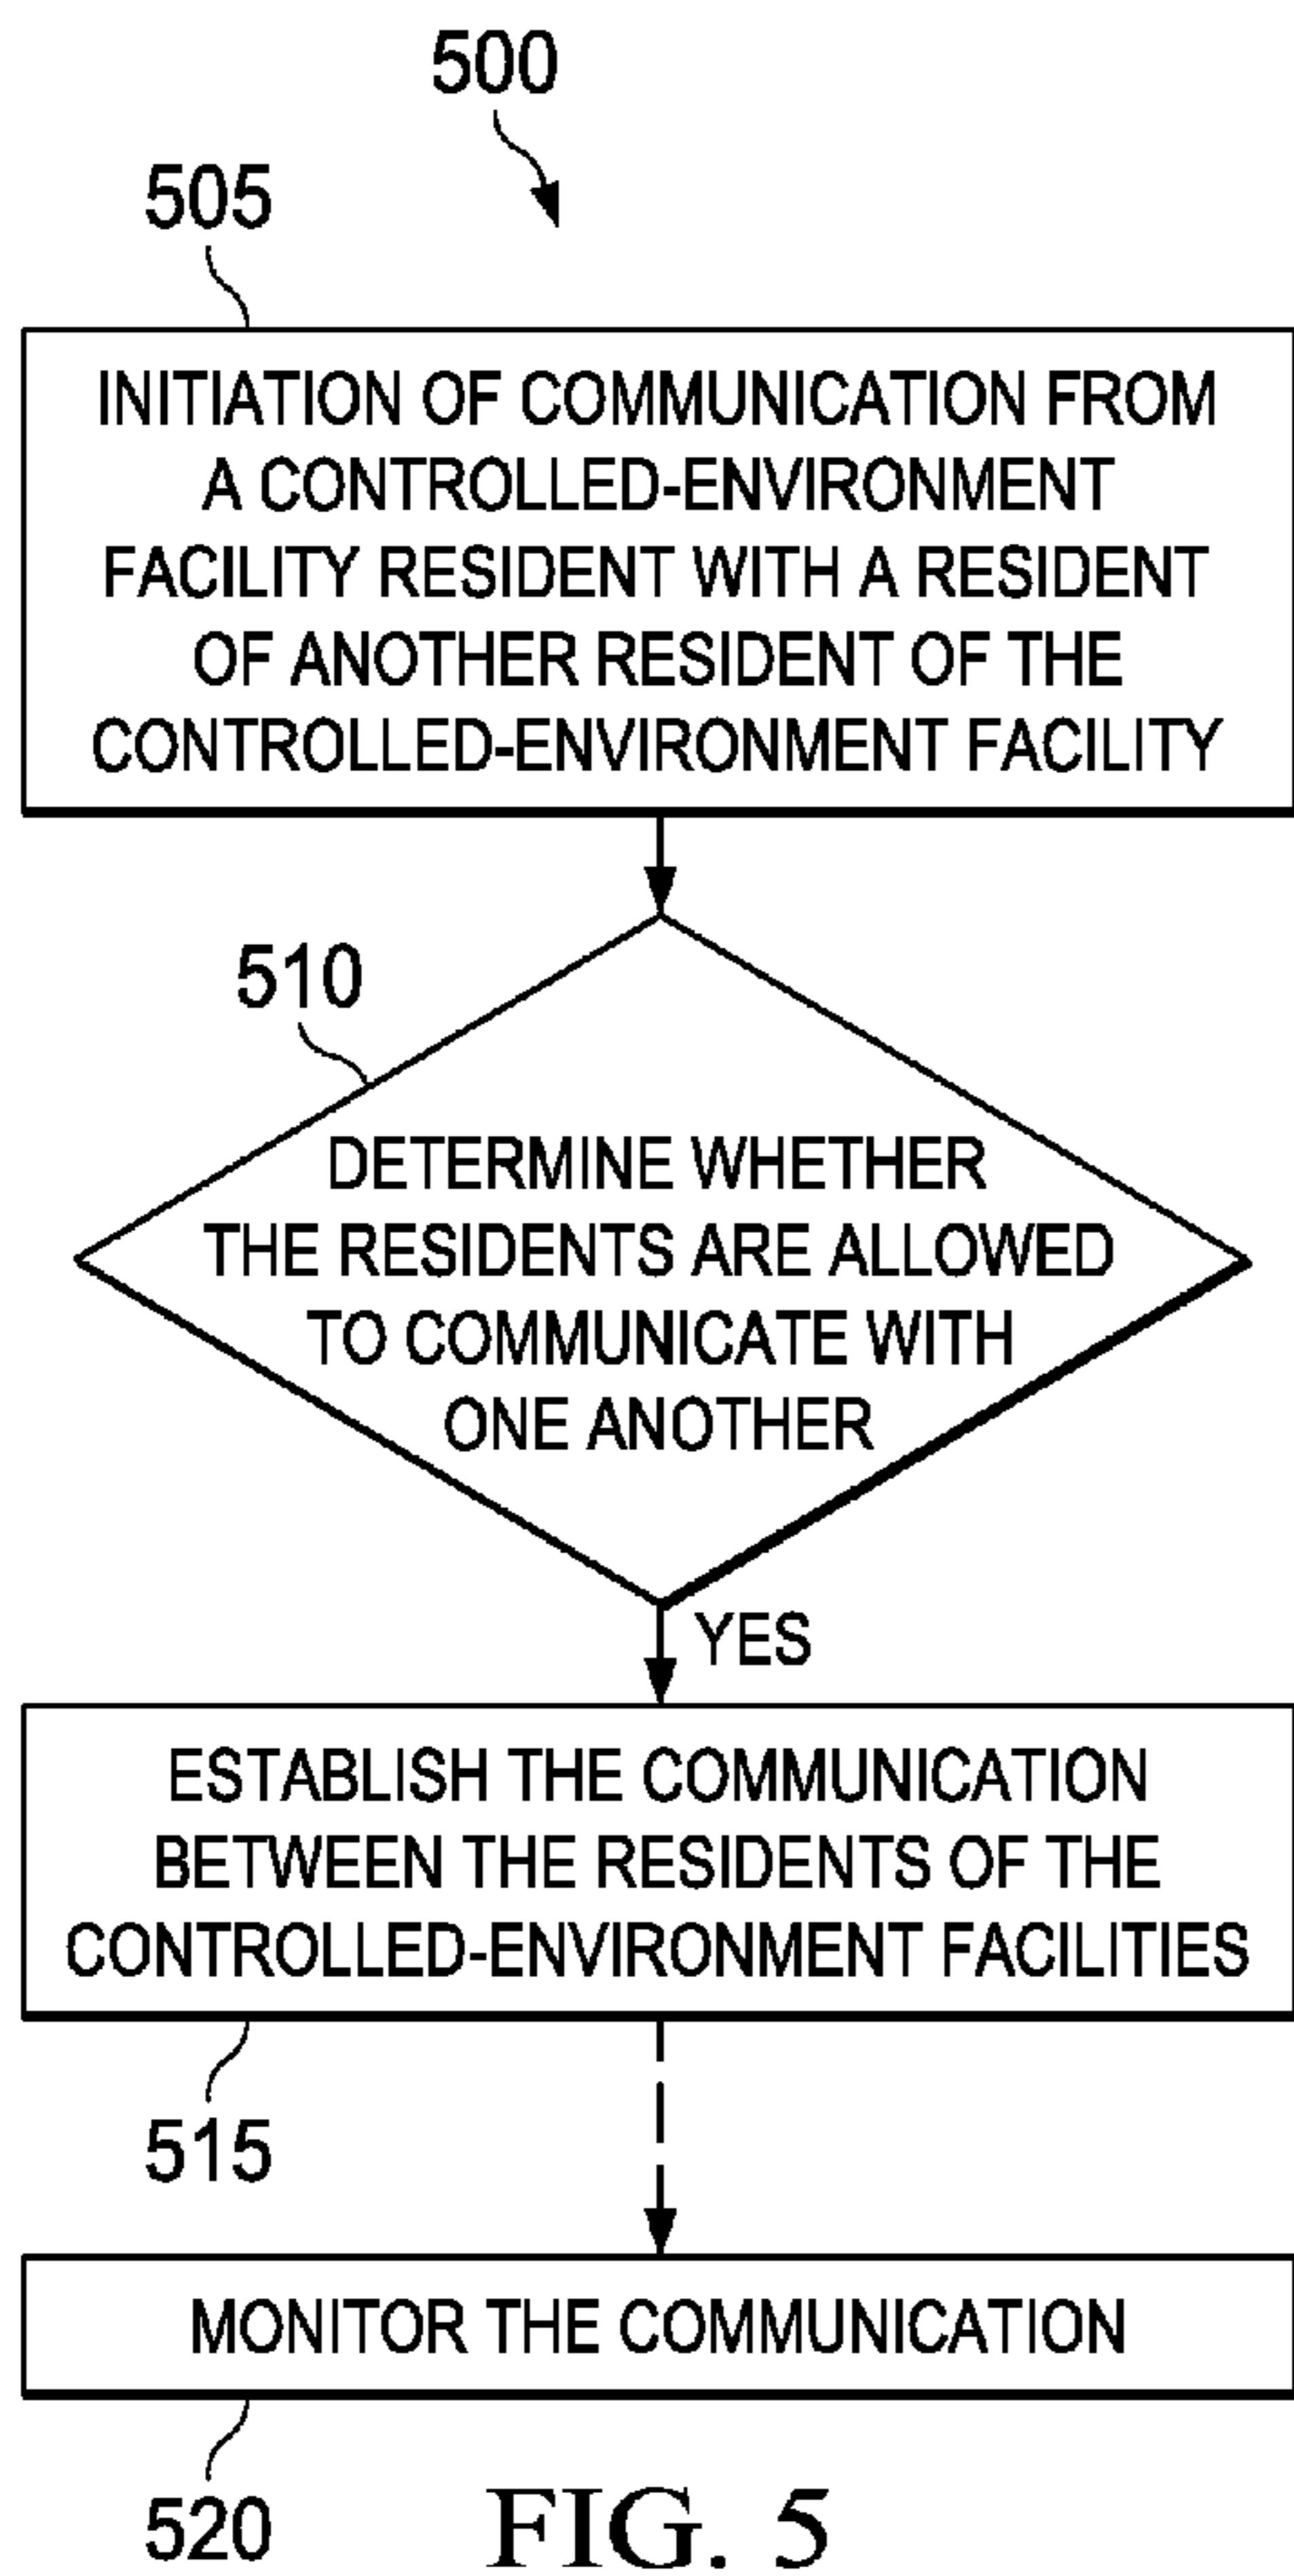 500
505
INITIATION OF COMMUNICATION FROM
A CONTROLLED-ENVIRONMENT
FACILITY RESIDENT WITH A RESIDENT
OF ANOTHER RESIDENT OF THE
CONTROLLED-ENVIRONMENT FACILITY
510
DETERMINE WHETHER
THE RESIDENTS ARE ALLOWED
TO COMMUNICATE WITH
ONE ANOTHER
YES
ESTABLISH THE COMMUNICATION
BETWEEN THE RESIDENTS OF THE
CONTROLLED-ENVIRONMENT FACILITIES
515
MONITOR THE COMMUNICATION
520
FIG. 5